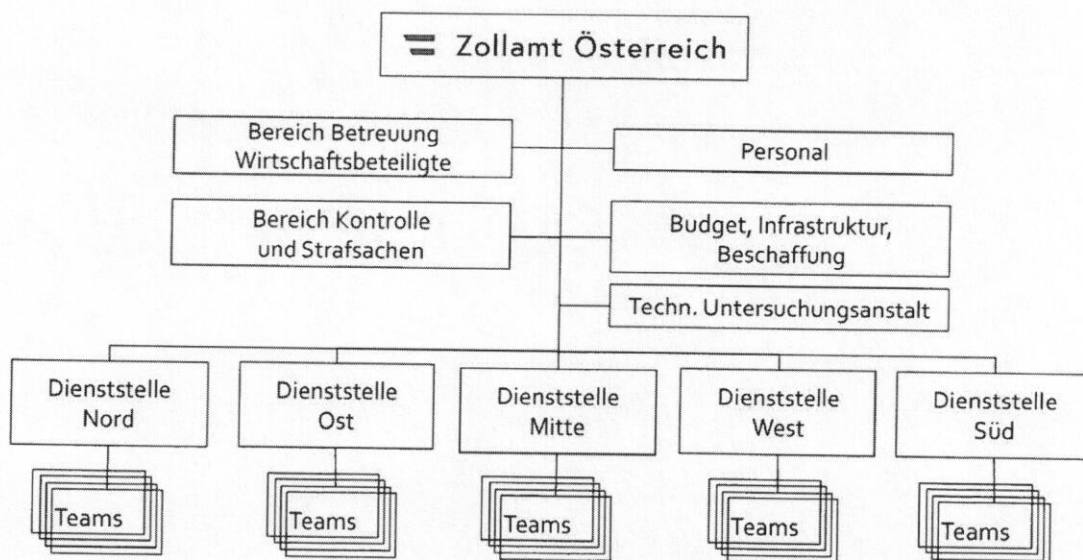 Zollamt Österreich
Bereich Betreuung
Wirtschaftsbeteiligte
Personal
Bereich Kontrolle
und Strafsachen
Budget, Infrastruktur,
Beschaffung
Techn. Untersuchungsanstalt
Dienststelle
Nord
Dienststelle
Ost
Dienststelle
Mitte
Dienststelle
West
Dienststelle
Süd
Teams
Teams
Teams
Teams
Teams